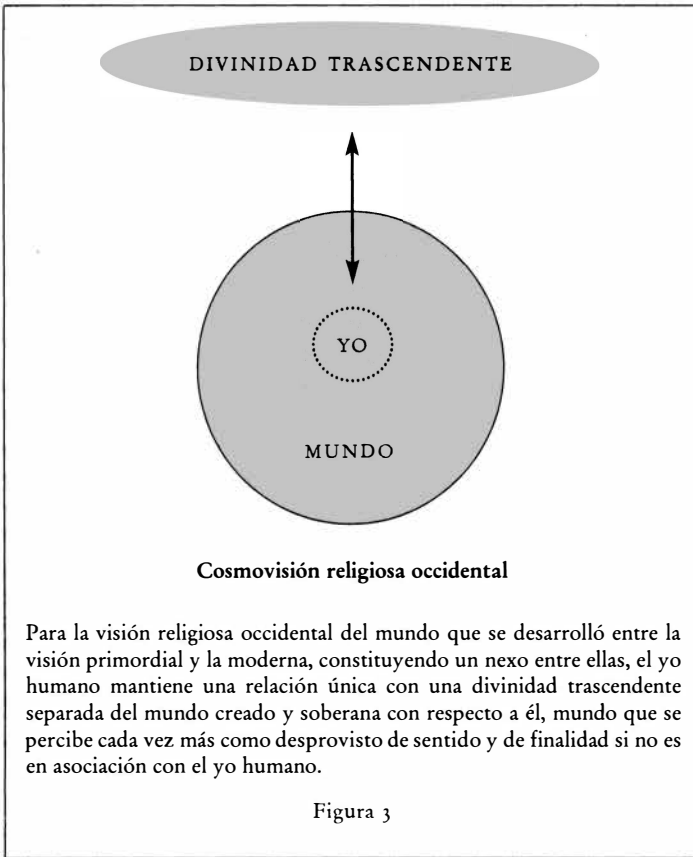 DIVINIDAD TRASCENDENTE
YO
MUNDO
Cosmovisión religiosa occidental
Para la visión religiosa occidental del mundo que se desarrolló entre la
visión primordial y la moderna, constituyendo un nexo entre ellas, el yo
humano mantiene una relación única con una divinidad trascendente
separada del mundo creado y soberana con respecto a él, mundo que se
percibe cada vez más como desprovisto de sentido y de finalidad si no es
en asociación con el yo humano.
Figura 3